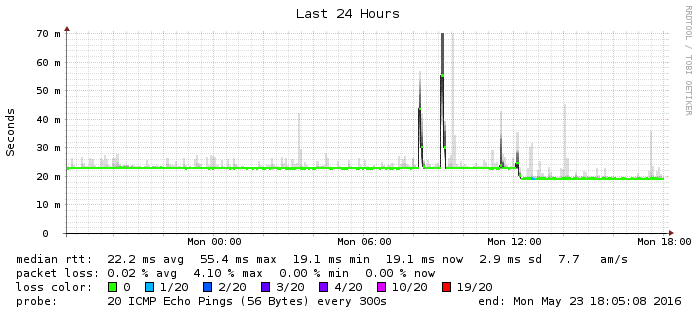 Last 24 Hours
RRDTOOL / TOBI OETIKER
Seconds
70 m
60 m
50 m
40 m
30 m
20 m
10 m
0
Mon 00:00 Mon 06:00 Mon 12:00 Mon 18:00
median rtt: 22.2 ms avg 55.4 ms max 19.1 ms min 19.1 ms now 2.9 ms sd 7.7 am/s
packet loss: 0.02 % avg 4.10 % max 0.00 % min 0.00 % now
loss color: 0 1/20 2/20 3/20 4/20 10/20 19/20
probe: 20 ICMP Echo Pings (56 Bytes) every 300s end: Mon May 23 18:05:08 2016